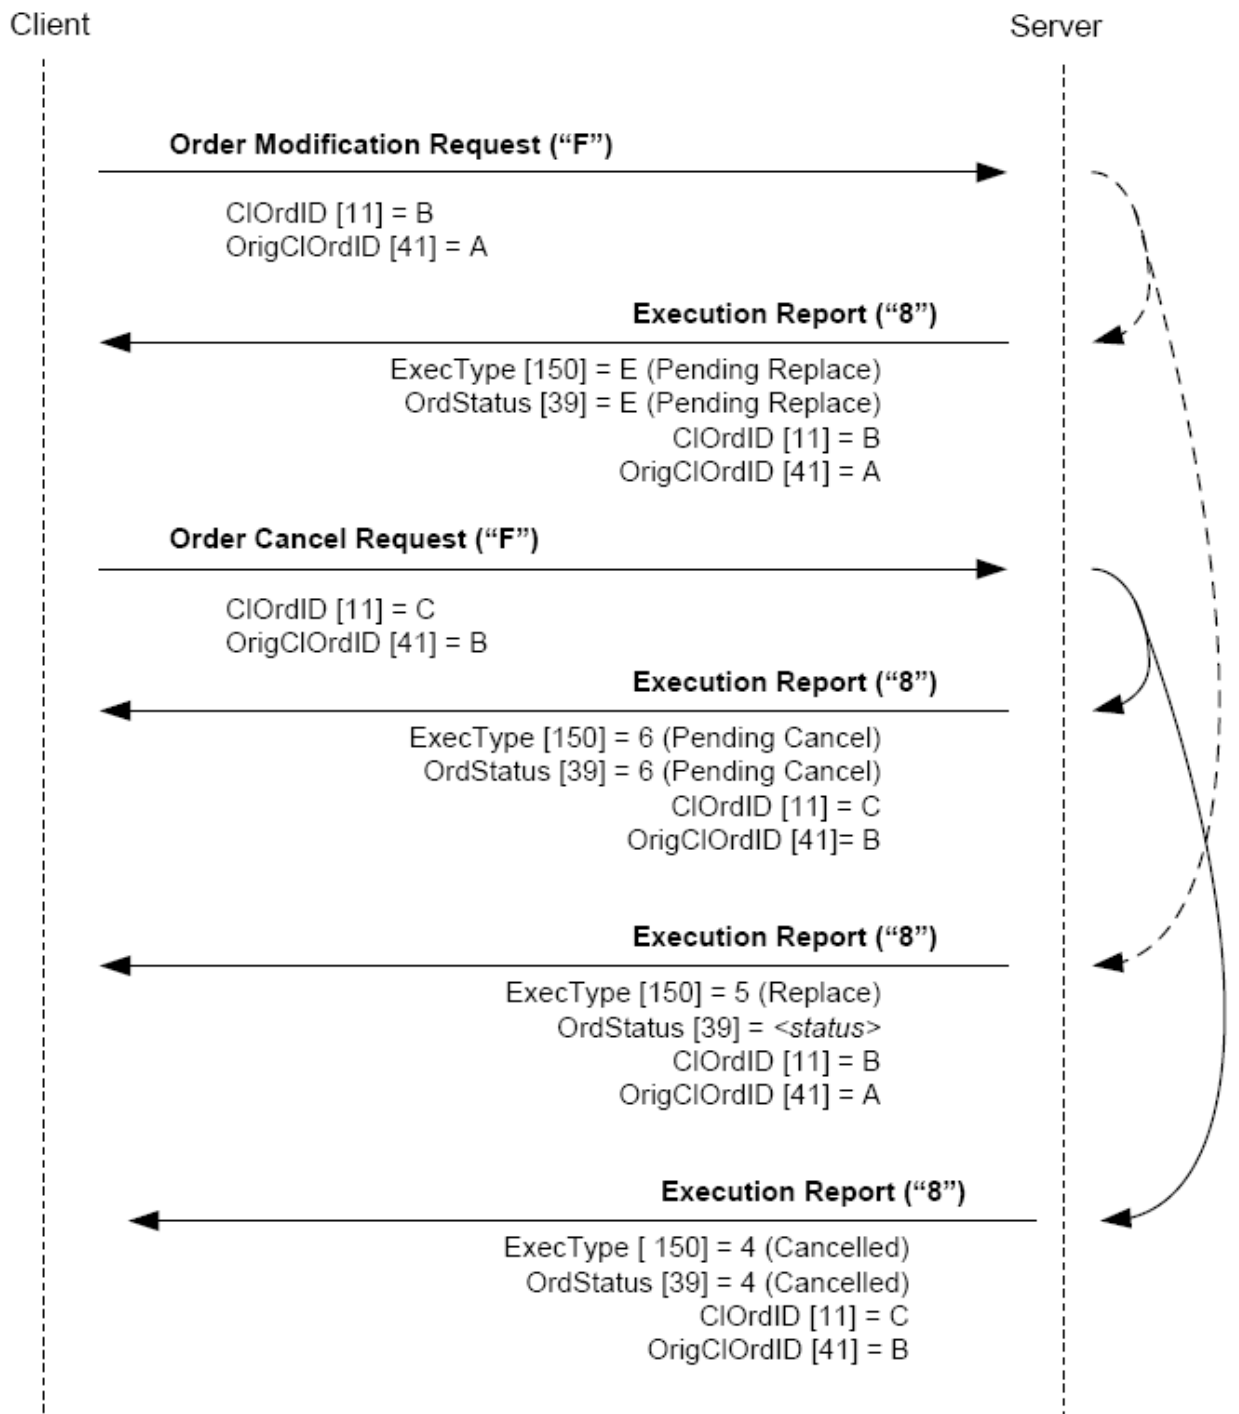 Client
Server
Order Modification Request (“F”)
ClOrdID [11] = B
OrigClOrdID [41] = A
Execution Report (“8”)
ExecType [150] = E (Pending Replace)
OrdStatus [39] = E (Pending Replace)
ClOrdID [11] = B
OrigClOrdID [41] = A
Order Cancel Request (“F”)
ClOrdID [11] = C
OrigClOrdID [41] = B
Execution Report (“8”)
ExecType [150] = 6 (Pending Cancel)
OrdStatus [39] = 6 (Pending Cancel)
ClOrdID [11] = C
OrigClOrdID [41]= B
Execution Report (“8”)
ExecType [150] = 5 (Replace)
OrdStatus [39] = <status>
ClOrdID [11] = B
OrigClOrdID [41] = A
Execution Report (“8”)
ExecType [ 150] = 4 (Cancelled)
OrdStatus [39] = 4 (Cancelled)
ClOrdID [11] = C
OrigClOrdID [41] = B